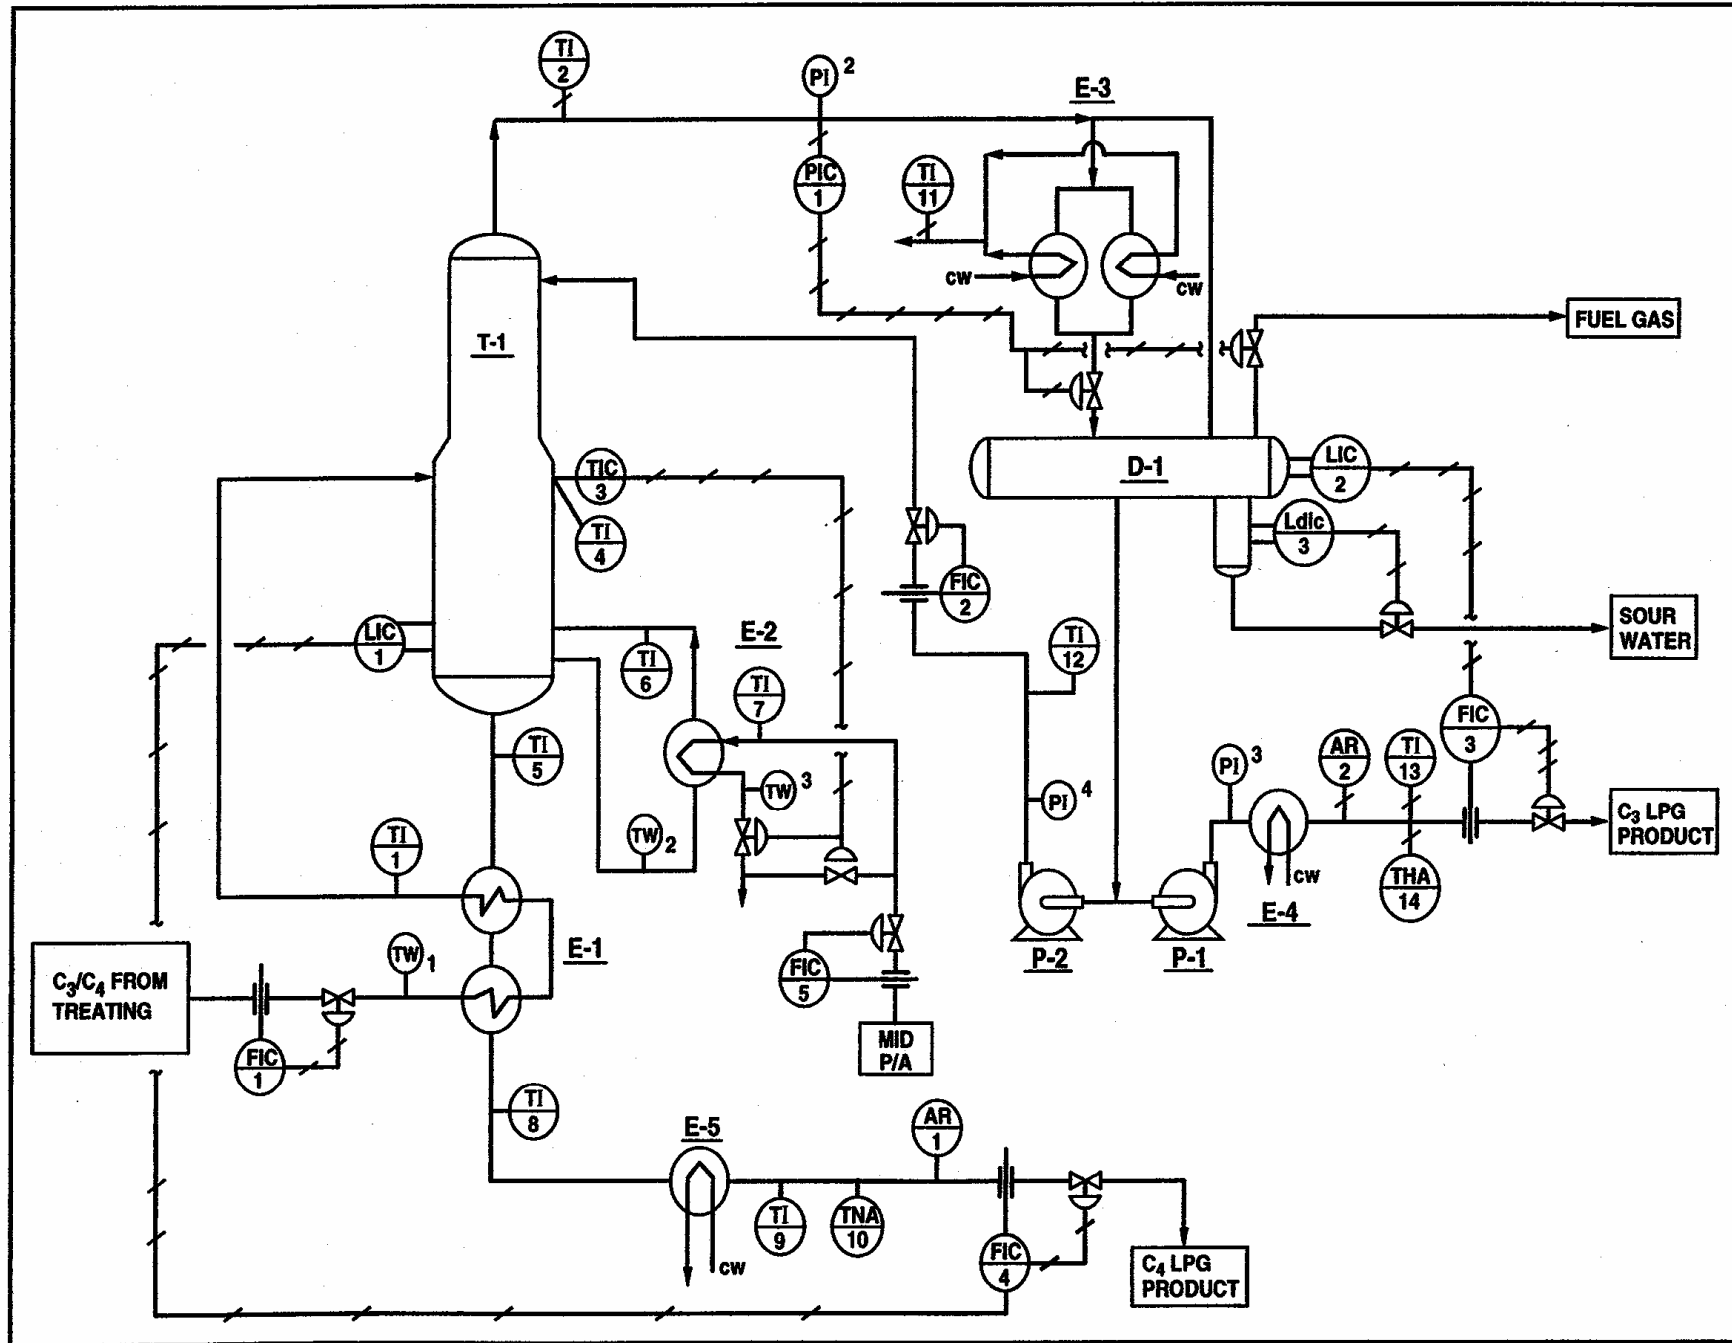 TI
2
PI 2
E-3
PIC
1
TI
11
CW
CW
FUEL GAS
T-1
TIC
3
TI
4
D-1
LIC
2
Ldic
3
FIC
2
SOUR
WATER
LIC
1
TI
6
E-2
TI
7
TI
12
TI
5
TW 3
TW 2
PI 4
PI 3
AR
2
TI
13
FIC
3
C3 LPG
PRODUCT
TI
1
CW
E-4
THA
14
P-2
P-1
E-1
TW 1
C3/C4 FROM
TREATING
FIC
5
MID
P/A
FIC
1
TI
8
E-5
AR
1
TI
9
TNA
10
CW
FIC
4
C4 LPG
PRODUCT